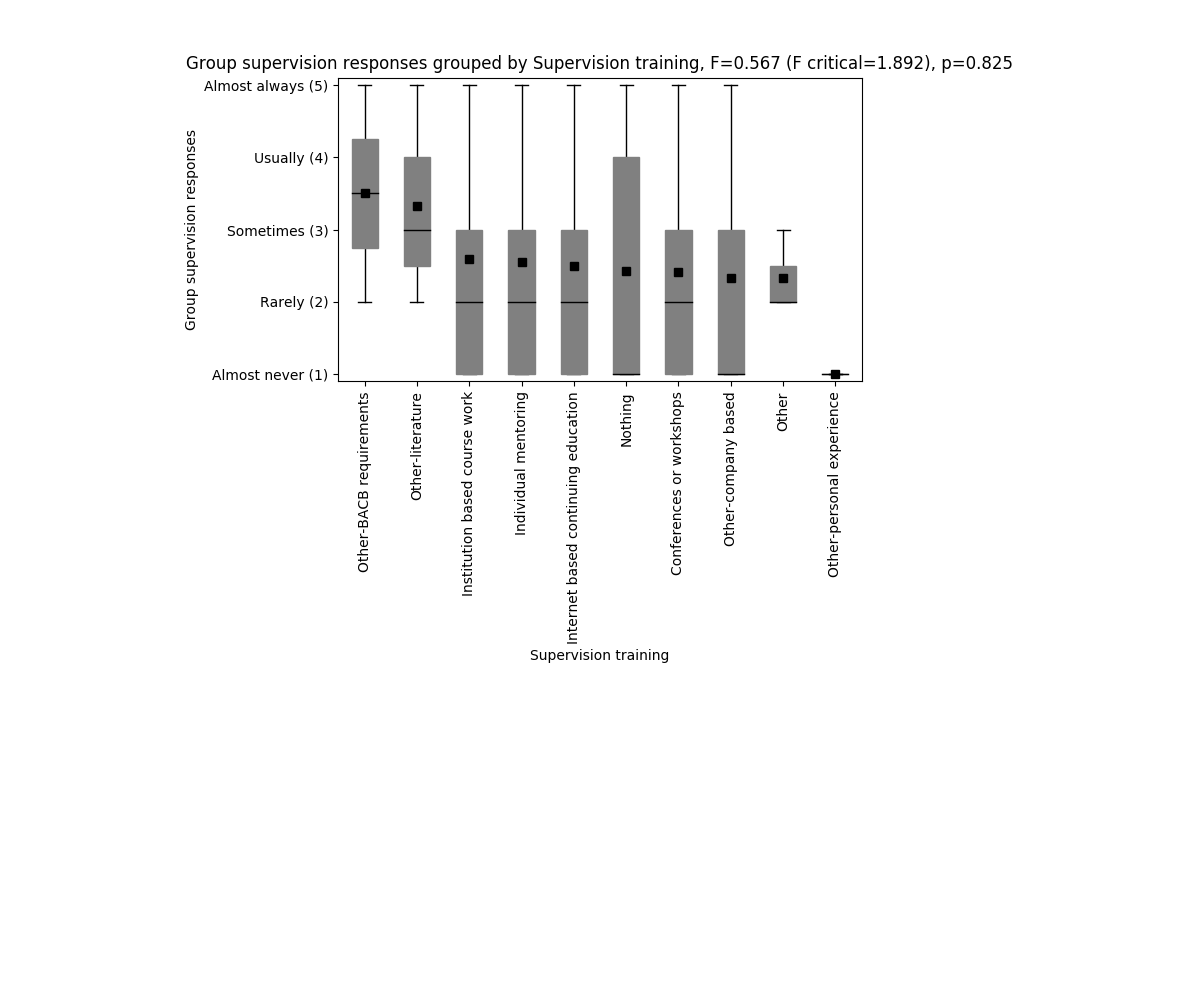 Group supervision responses grouped by Supervision training, F=0.567 (F critical=1.892), p=0.825
Group supervision responses
Almost always (5)
Usually (4)
Sometimes (3)
Rarely (2)
Almost never (1)
Other-BACB requirements
Other-literature
Institution based course work
Individual mentoring
Internet based continuing education
Nothing
Conferences or workshops
Other-company based
Other
Other-personal experience
Supervision training